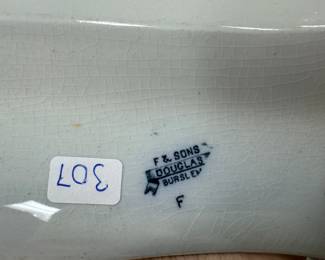 F & SONS
DOUGLAS
BURSLEM
F
307